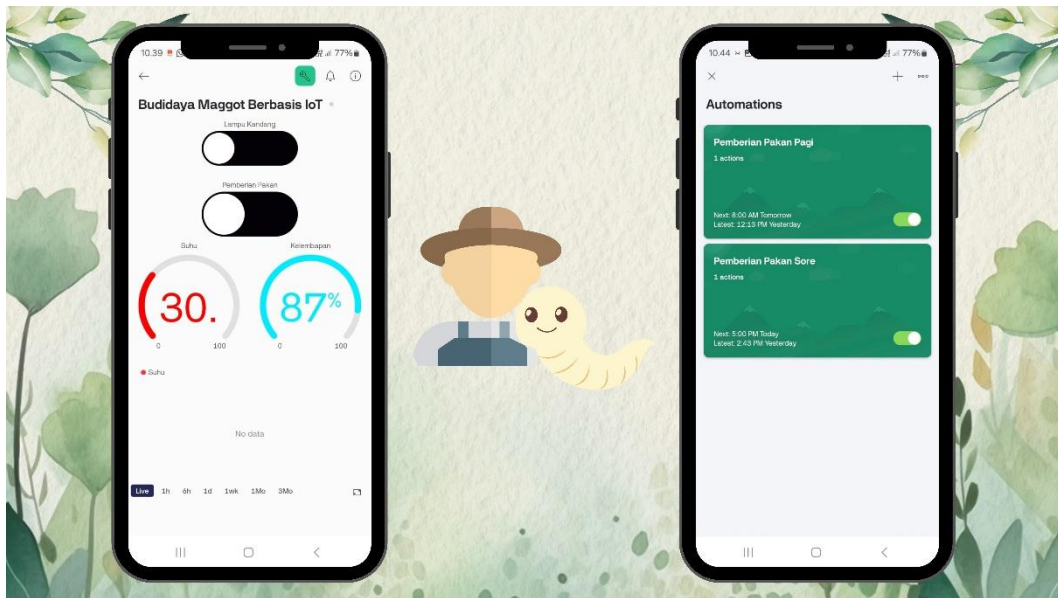 10.39
77%
Budidaya Maggot Berbasis IoT
Lampu Kandang
Pemberian Pakan
Suhu
Kelembapan
30.
87%
0 100
0 100
Suhu
No data
Live 1h 6h 1d 1wk 1Mo 3Mo
10.44
77%
Automations
Pemberian Pakan Pagi
1 actions
Next: 8:00 AM Tomorrow
Latest: 12:13 PM Yesterday
Pemberian Pakan Sore
1 actions
Next: 5:00 PM Today
Latest: 2:43 PM Yesterday